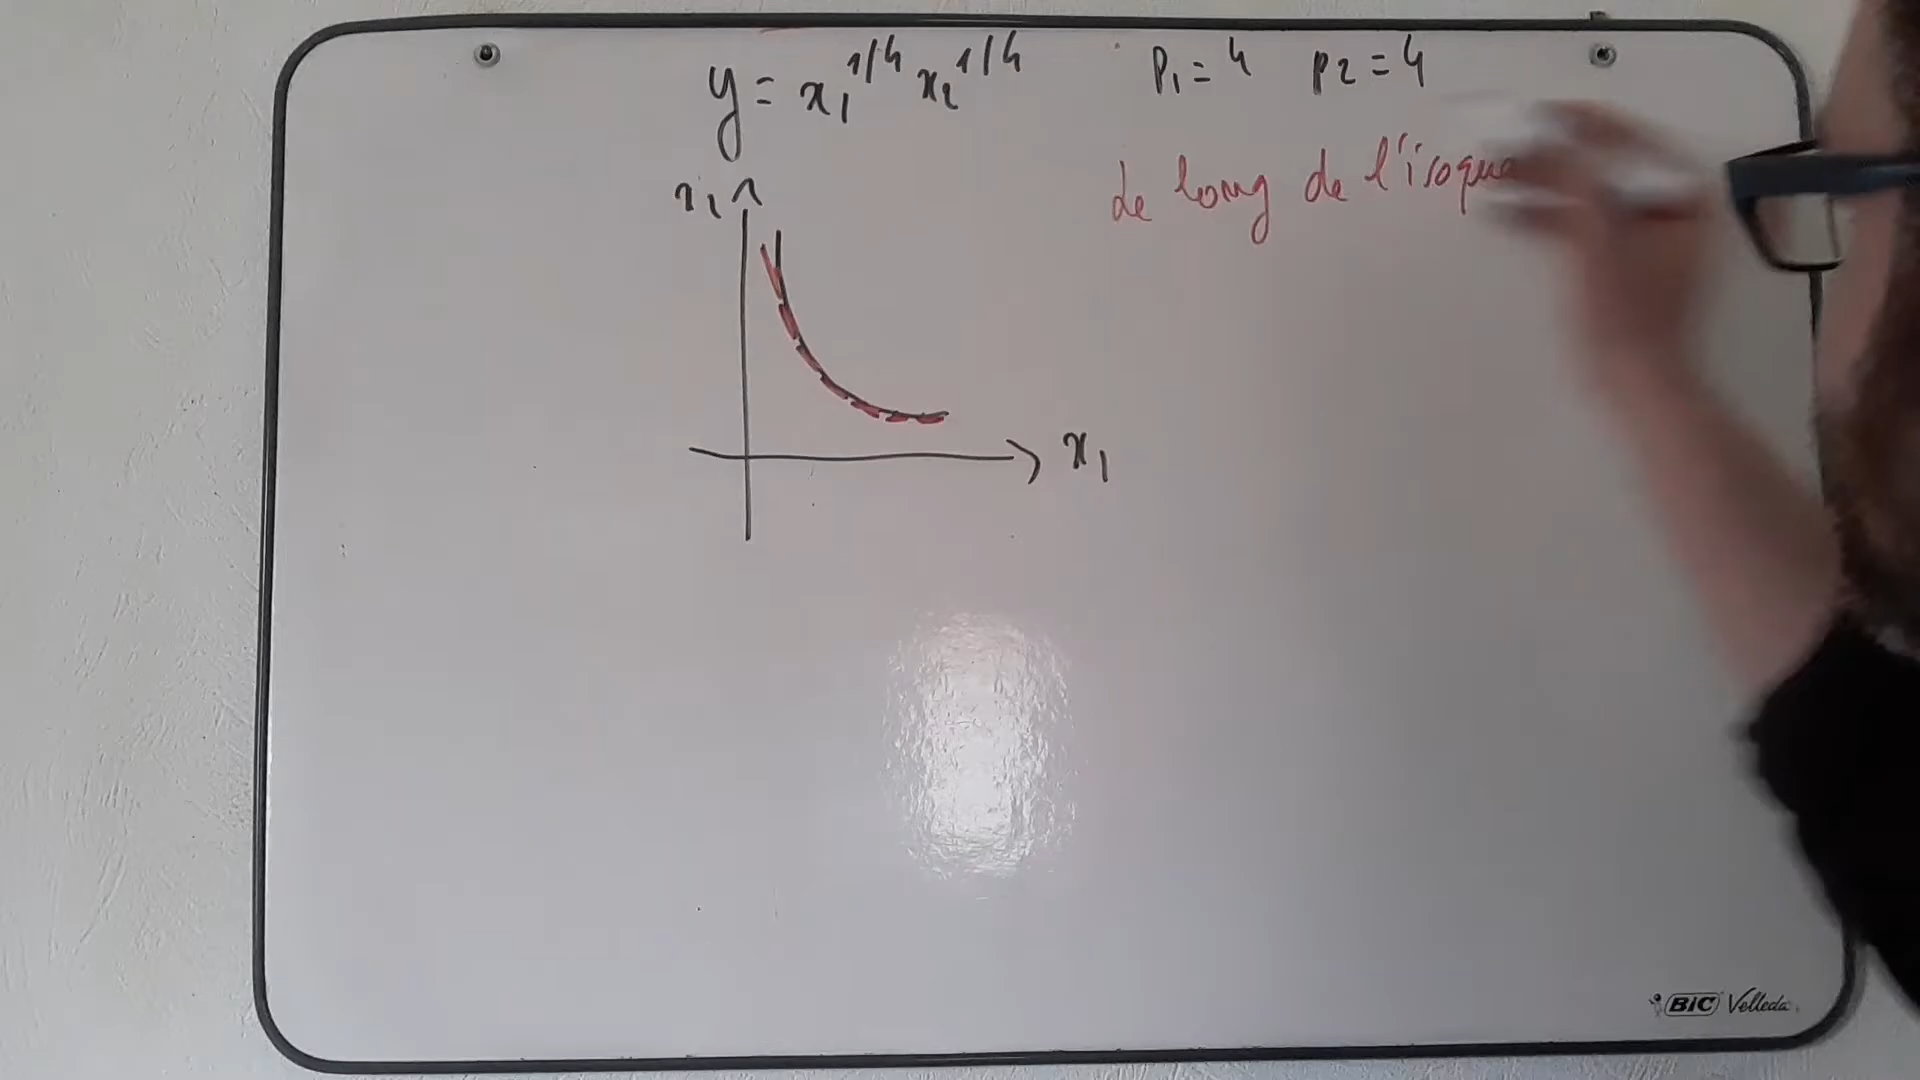 y = x₁^1/4 x₂^1/4 P₁ = 4 P2 = 4
Le long de l'isoqua
x₂
x₁
BIC Velleda